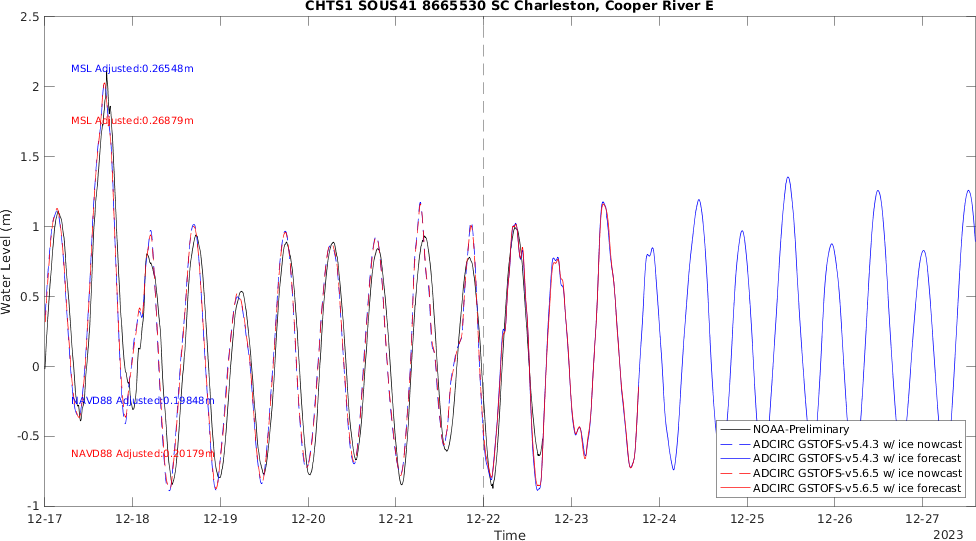 CHTS1 SOUS41 8665530 SC Charleston, Cooper River E
2.5
2
1.5
1
0.5
0
-0.5
-1
Water Level (m)
MSL Adjusted:0.26548m
MSL Adjusted:0.26879m
NAVD88 Adjusted:0.19848m
NAVD88 Adjusted:0.20179m
NOAA-Preliminary
ADCIRC GSTOFS-v5.4.3 w/ ice nowcast
ADCIRC GSTOFS-v5.4.3 w/ ice forecast
ADCIRC GSTOFS-v5.6.5 w/ ice nowcast
ADCIRC GSTOFS-v5.6.5 w/ ice forecast
12-17 12-18 12-19 12-20 12-21 12-22 12-23 12-24 12-25 12-26 12-27
Time
2023